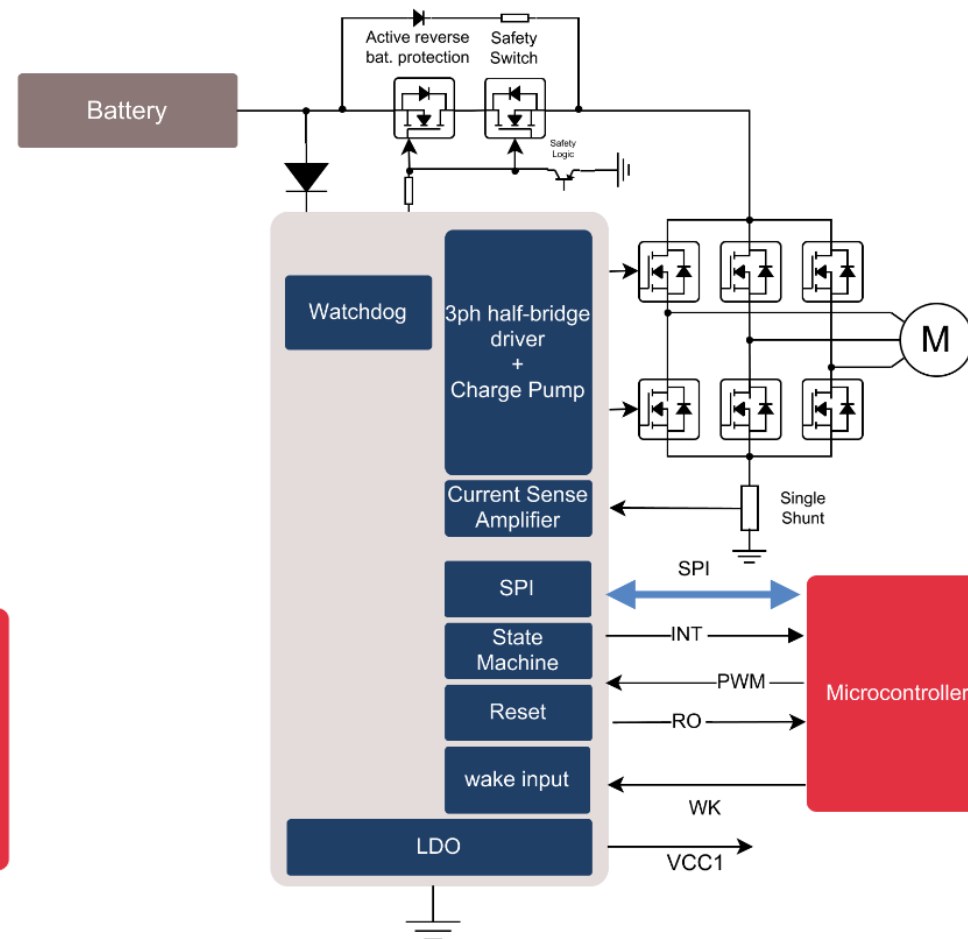 Active reverse
bat. protection
Safety
Switch
Battery
Safety
Logic
Watchdog
3ph half-bridge
driver
+
Charge Pump
M
Current Sense
Amplifier
Single
Shunt
SPI
SPI
State
Machine
INT
PWM
Microcontroller
Reset
RO
wake input
WK
LDO
VCC1